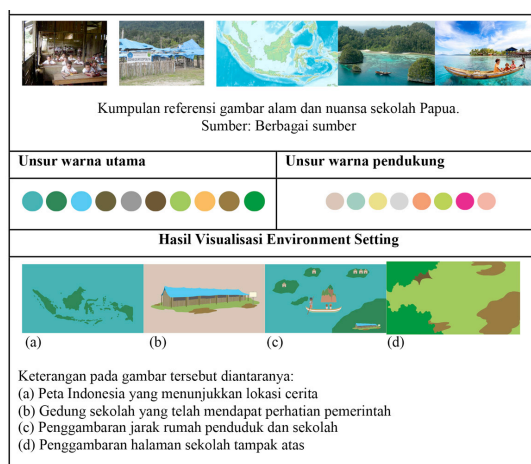 Kumpulan referensi gambar alam dan nuansa sekolah Papua.
Sumber: Berbagai sumber
Unsur warna utama
Unsur warna pendukung
Hasil Visualisasi Environment Setting
(a)
(b)
(c)
(d)
Keterangan pada gambar tersebut diantaranya:
(a) Peta Indonesia yang menunjukkan lokasi cerita
(b) Gedung sekolah yang telah mendapat perhatian pemerintah
(c) Penggambaran jarak rumah penduduk dan sekolah
(d) Penggambaran halaman sekolah tampak atas